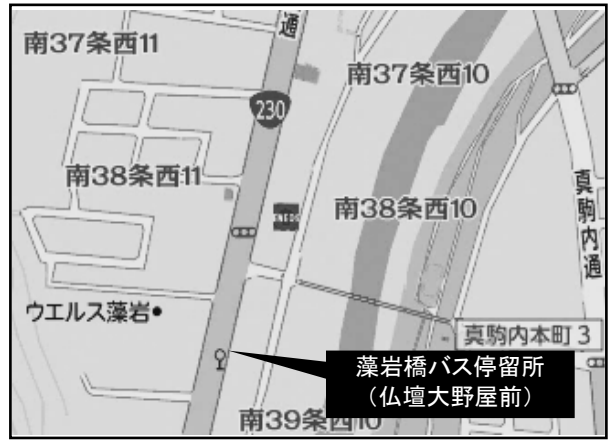 通
南37条西11
南37条西10
230
南38条西11
南38条西10
真駒内通
ウエルス藻岩
真駒内本町3
藻岩橋バス停留所
(仏壇大野屋前)
南39条西10